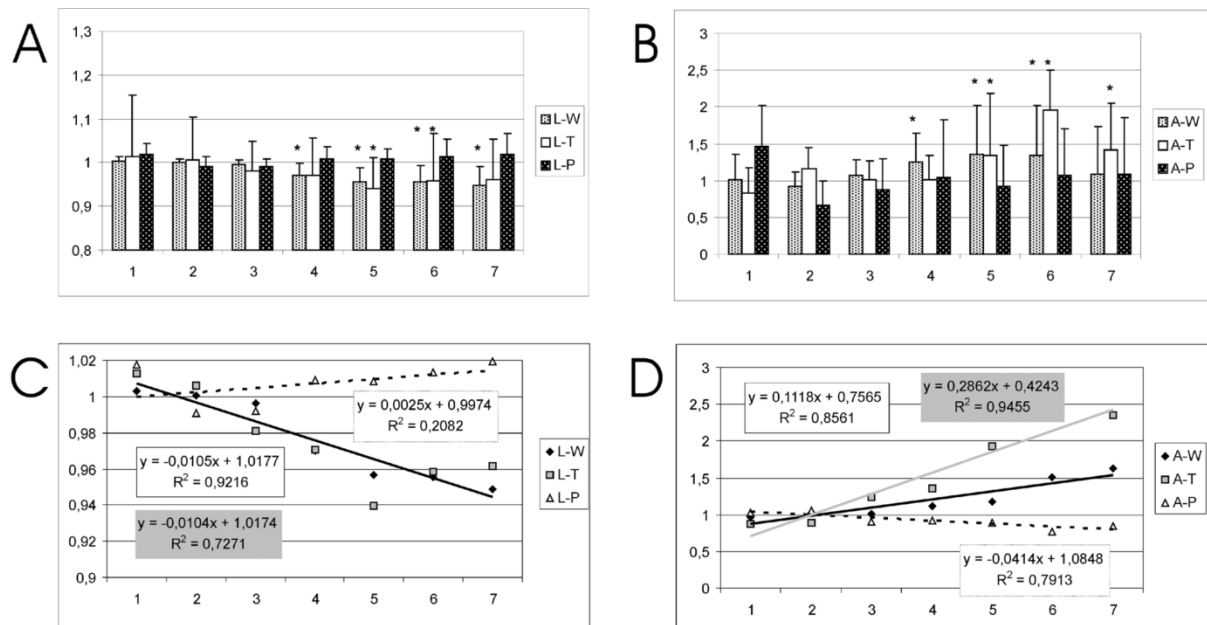 A
1,3
1,2
1,1
1
0,9
0,8
* * * * * *
1 2 3 4 5 6 7
L-W
L-T
L-P
B
3
2,5
2
1,5
1
0,5
0
* * * * * *
1 2 3 4 5 6 7
A-W
A-T
A-P
C
1,02
1
0,98
0,96
0,94
0,92
0,9
y = 0,0025x + 0,9974
R² = 0,2082
y = -0,0105x + 1,0177
R² = 0,9216
y = -0,0104x + 1,0174
R² = 0,7271
1 2 3 4 5 6 7
L-W
L-T
L-P
D
3
2,5
2
1,5
1
0,5
0
y = 0,1118x + 0,7565
R² = 0,8561
y = 0,2862x + 0,4243
R² = 0,9455
y = -0,0414x + 1,0848
R² = 0,7913
1 2 3 4 5 6 7
A-W
A-T
A-P